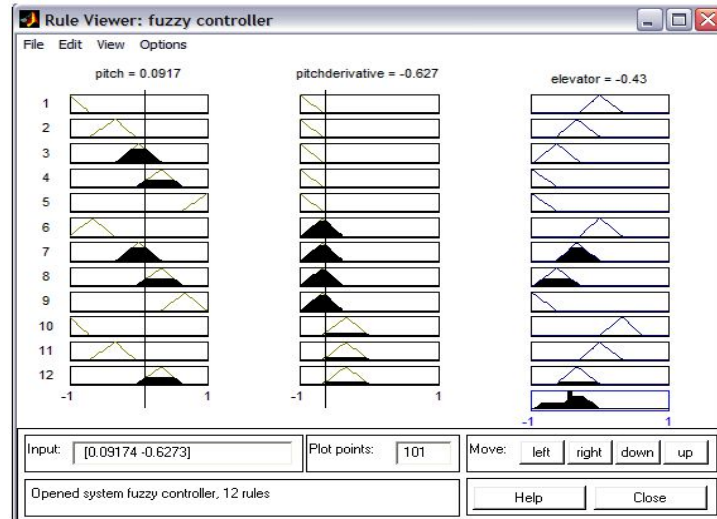 Rule Viewer: fuzzy controller
File Edit View Options
pitch = 0.0917
pitchderivative = -0.627
elevator = -0.43
1
2
3
4
5
6
7
8
9
10
11
12
-1 1
-1 1
-1 1
Input: [0.09174 -0.6273]
Plot points: 101
Move: left right down up
Opened system fuzzy controller, 12 rules
Help Close